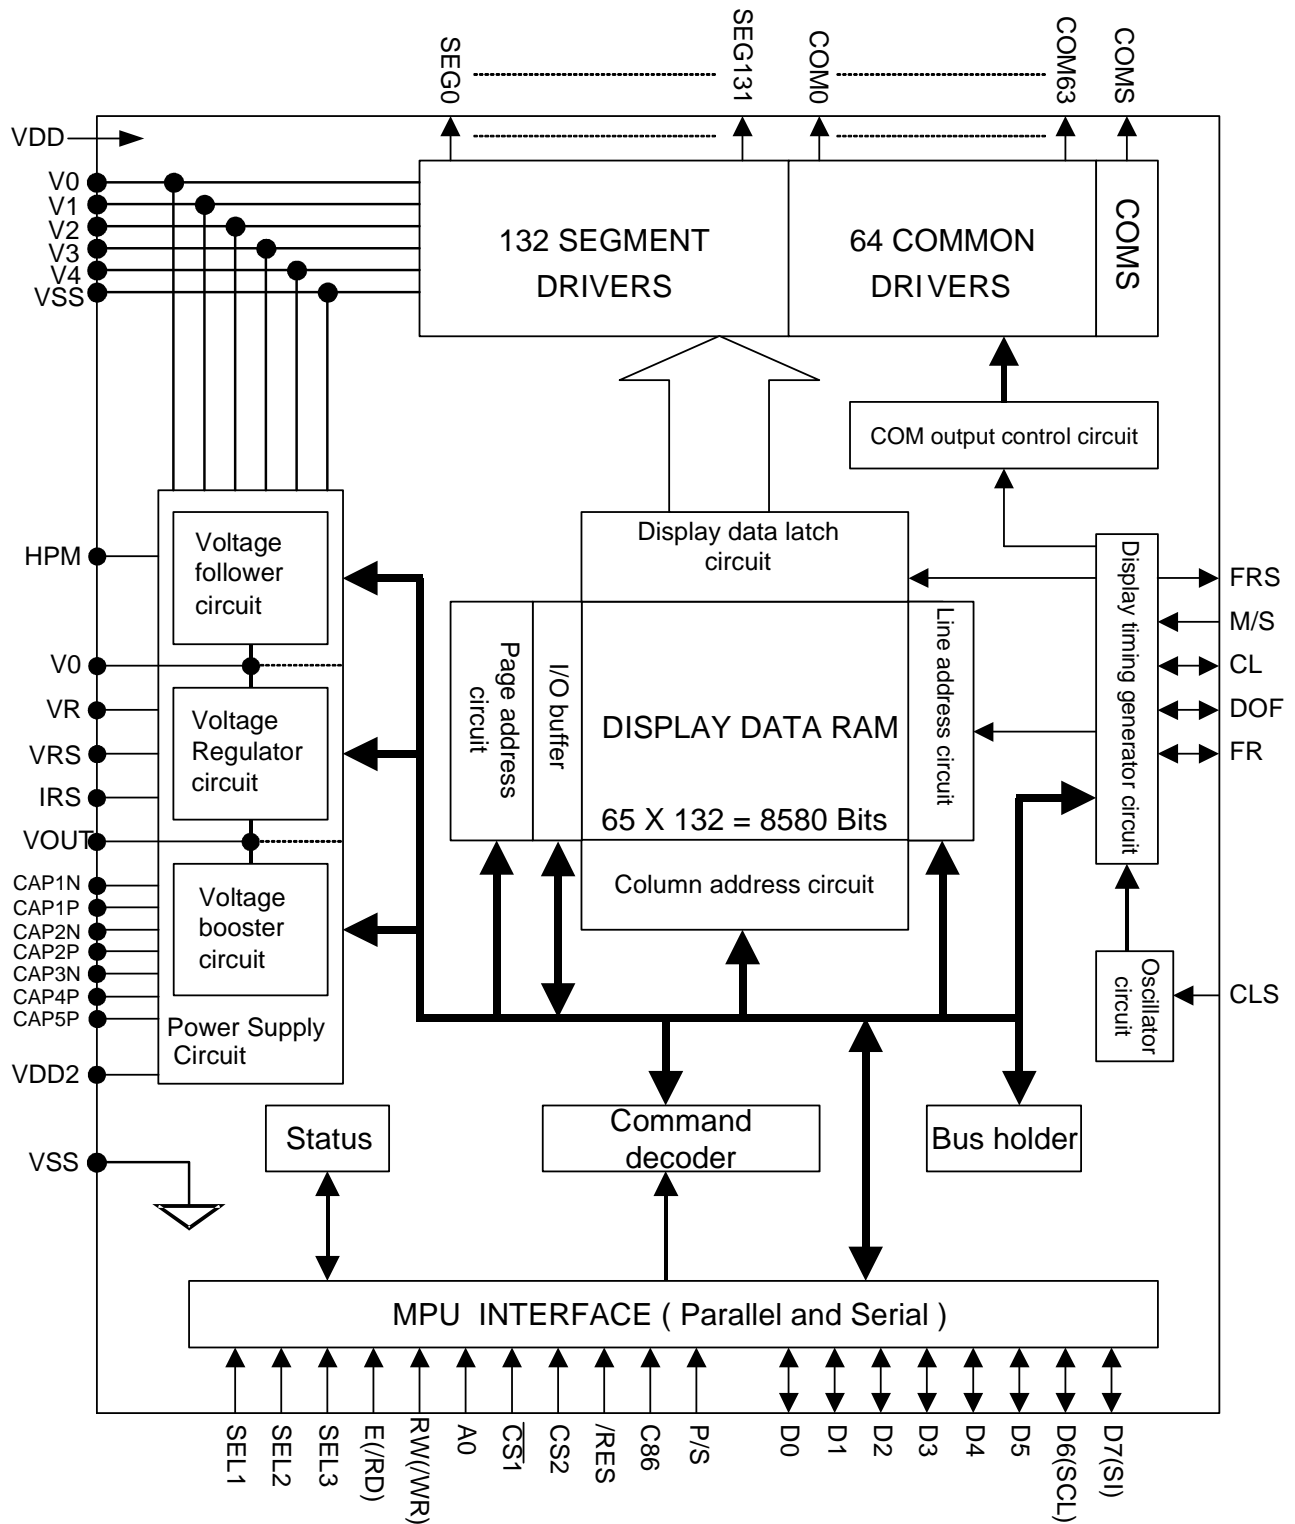 SEG0
SEG131
COM0
COM63
COMS
VDD
V0
V1
V2
V3
V4
VSS
132 SEGMENT
DRIVERS
64 COMMON
DRIVERS
COMS
COM output control circuit
HPM
V0
VR
VRS
IRS
VOUT
CAP1N
CAP1P
CAP2N
CAP2P
CAP3N
CAP4P
CAP5P
VDD2
VSS
Voltage
follower
circuit
Voltage
Regulator
circuit
Voltage
booster
circuit
Power Supply
Circuit
Display data latch
circuit
Page address
circuit
I/O buffer
DISPLAY DATA RAM
65 X 132 = 8580 Bits
Line address circuit
Column address circuit
Display timing generator circuit
FRS
M/S
CL
DOF
FR
Oscillator
circuit
CLS
Status
Command
decoder
Bus holder
MPU INTERFACE ( Parallel and Serial )
SEL1
SEL2
SEL3
E(/RD)
RW(/WR)
A0
CS1
CS2
/RES
C86
P/S
D0
D1
D2
D3
D4
D5
D6(SCL)
D7(SI)